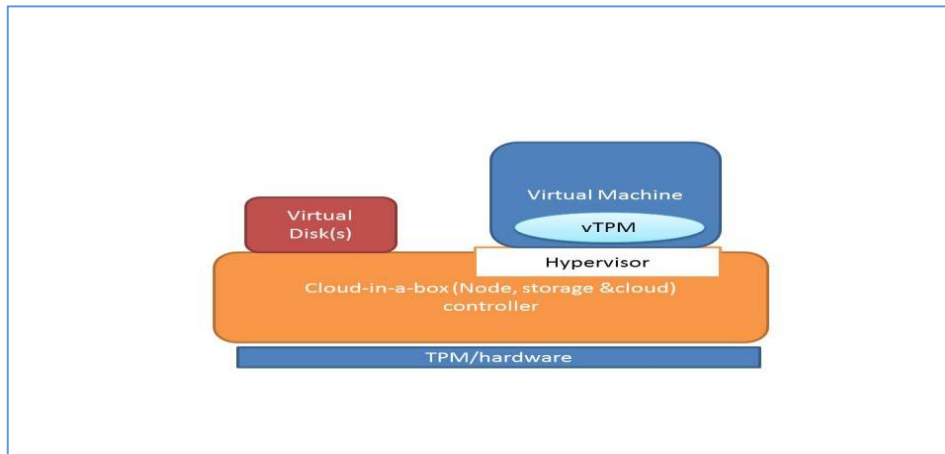 Virtual Machine
vTPM
Virtual
Disk(s)
Hypervisor
Cloud-in-a-box (Node, storage &cloud)
controller
TPM/hardware